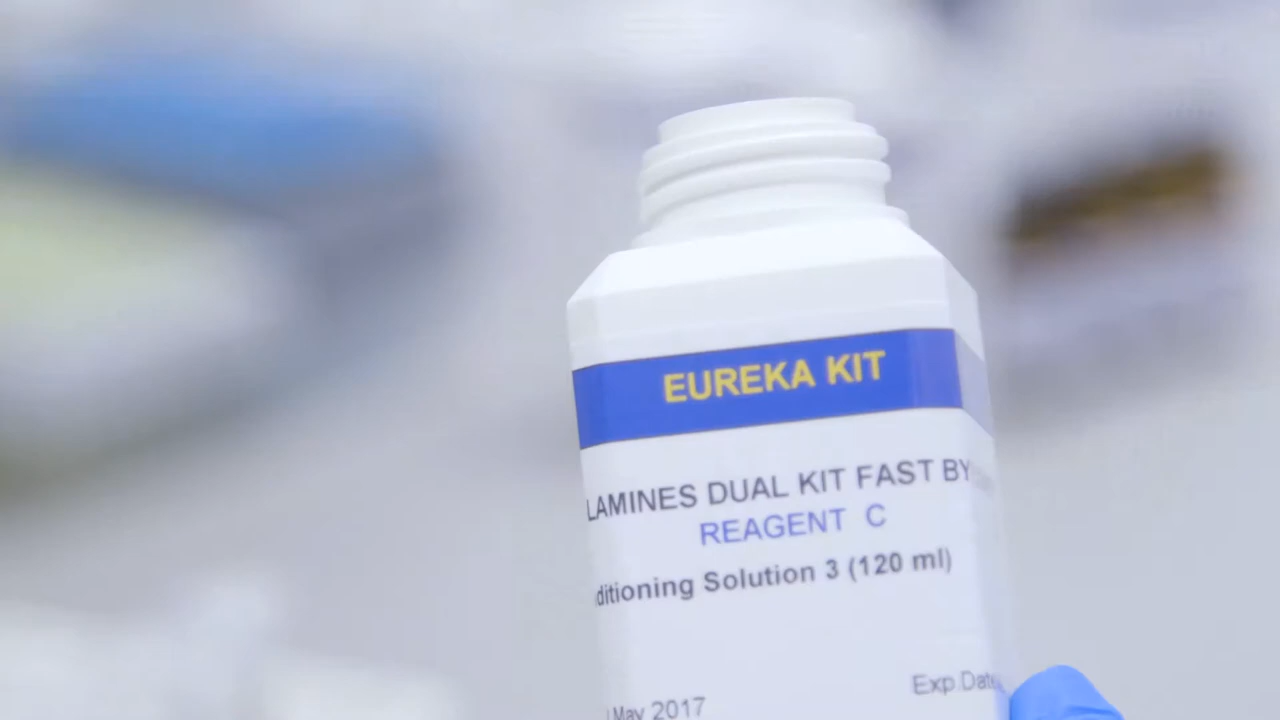 EUREKA KIT
LAMINES DUAL KIT FAST BY
REAGENT C
ditioning Solution 3 (120 ml)
Exp.Date
May 2017